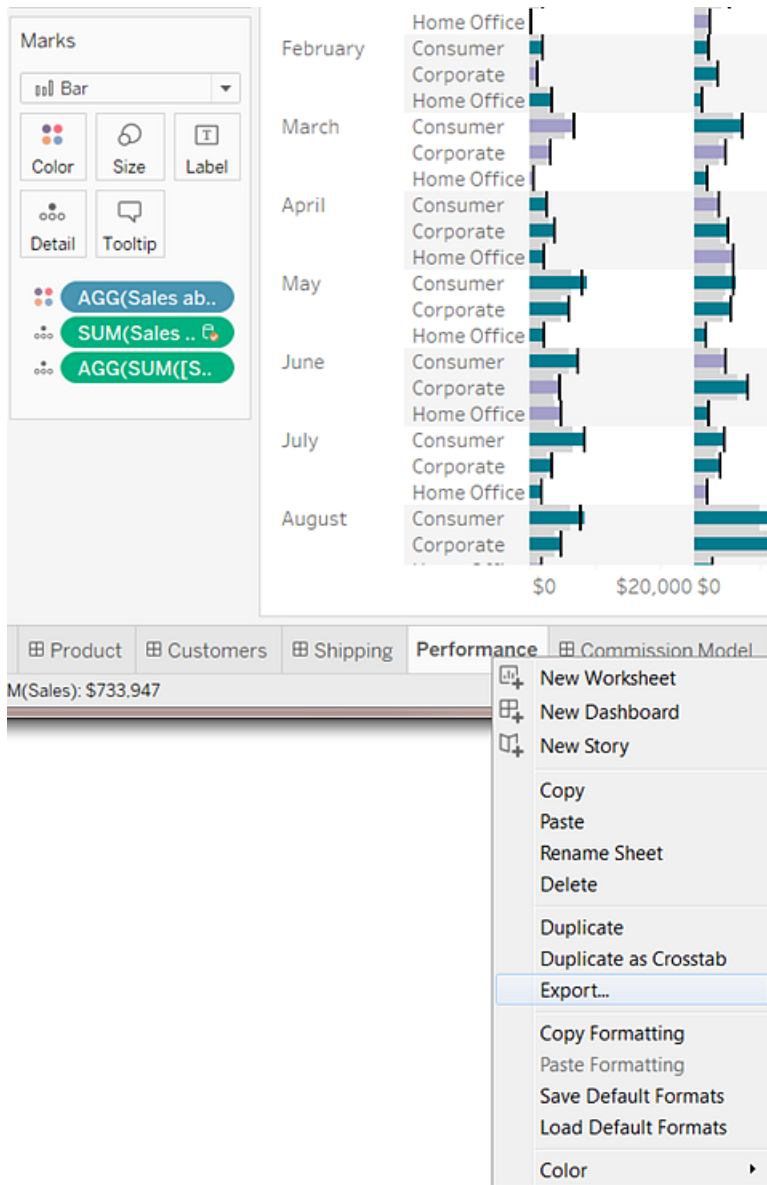 Marks
Bar
Color Size Label
Detail Tooltip
AGG(Sales ab..
SUM(Sales ..
AGG(SUM([S..
Home Office
February Consumer
Corporate
Home Office
March Consumer
Corporate
Home Office
April Consumer
Corporate
Home Office
May Consumer
Corporate
Home Office
June Consumer
Corporate
Home Office
July Consumer
Corporate
Home Office
August Consumer
Corporate
$0 $20,000 $0
Product Customers Shipping Performance Commission Model
M(Sales): $733,947
New Worksheet
New Dashboard
New Story
Copy
Paste
Rename Sheet
Delete
Duplicate
Duplicate as Crosstab
Export...
Copy Formatting
Paste Formatting
Save Default Formats
Load Default Formats
Color